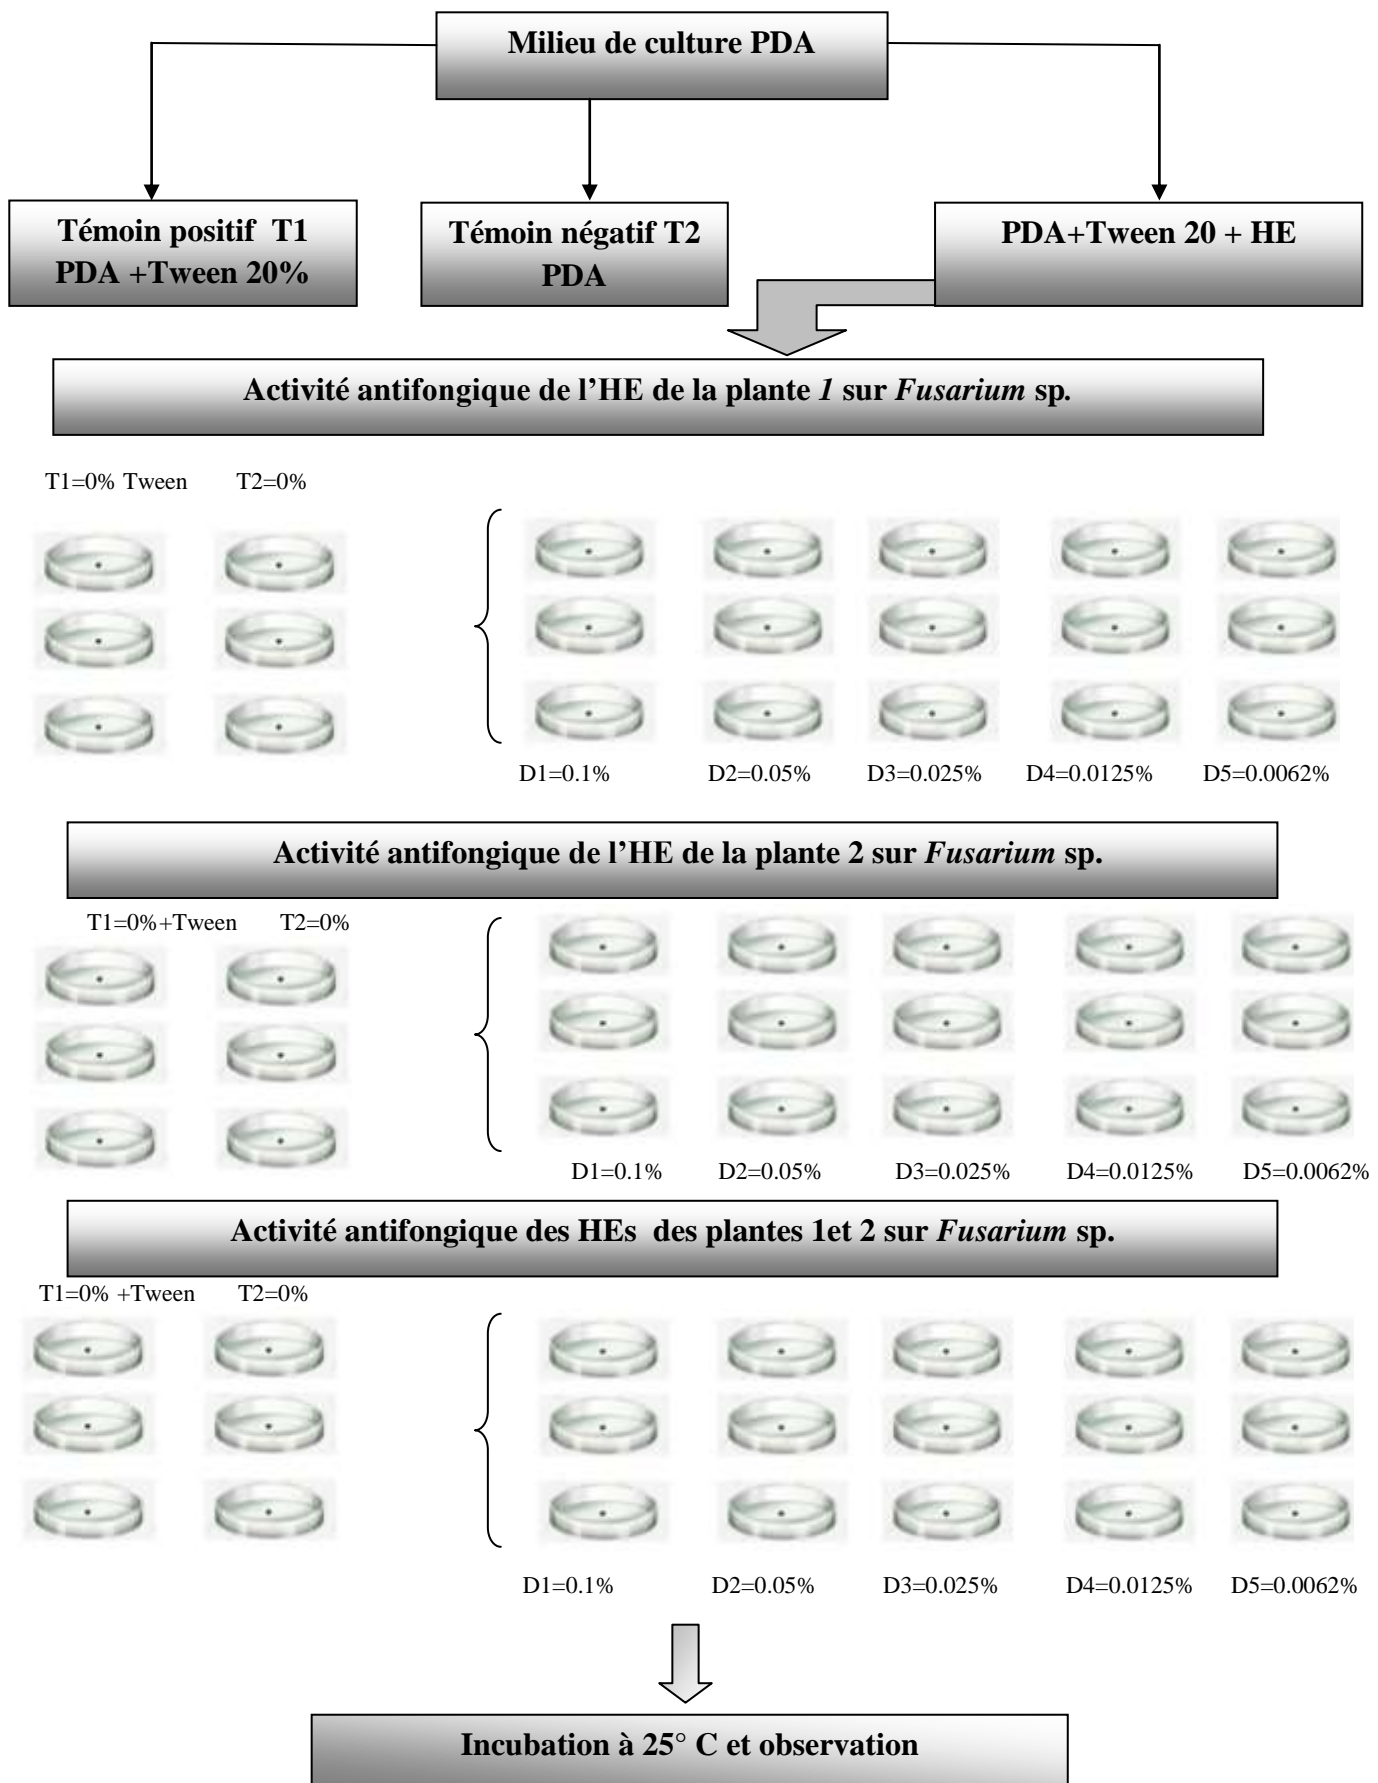 Milieu de culture PDA
Témoin positif T1
PDA +Tween 20%
Témoin négatif T2
PDA
PDA+Tween 20 + HE
Activité antifongique de l’HE de la plante 1 sur Fusarium sp.
T1=0% Tween T2=0%
D1=0.1% D2=0.05% D3=0.025% D4=0.0125% D5=0.0062%
Activité antifongique de l’HE de la plante 2 sur Fusarium sp.
T1=0%+Tween T2=0%
D1=0.1% D2=0.05% D3=0.025% D4=0.0125% D5=0.0062%
Activité antifongique des HEs des plantes 1et 2 sur Fusarium sp.
T1=0% +Tween T2=0%
D1=0.1% D2=0.05% D3=0.025% D4=0.0125% D5=0.0062%
Incubation à 25° C et observation